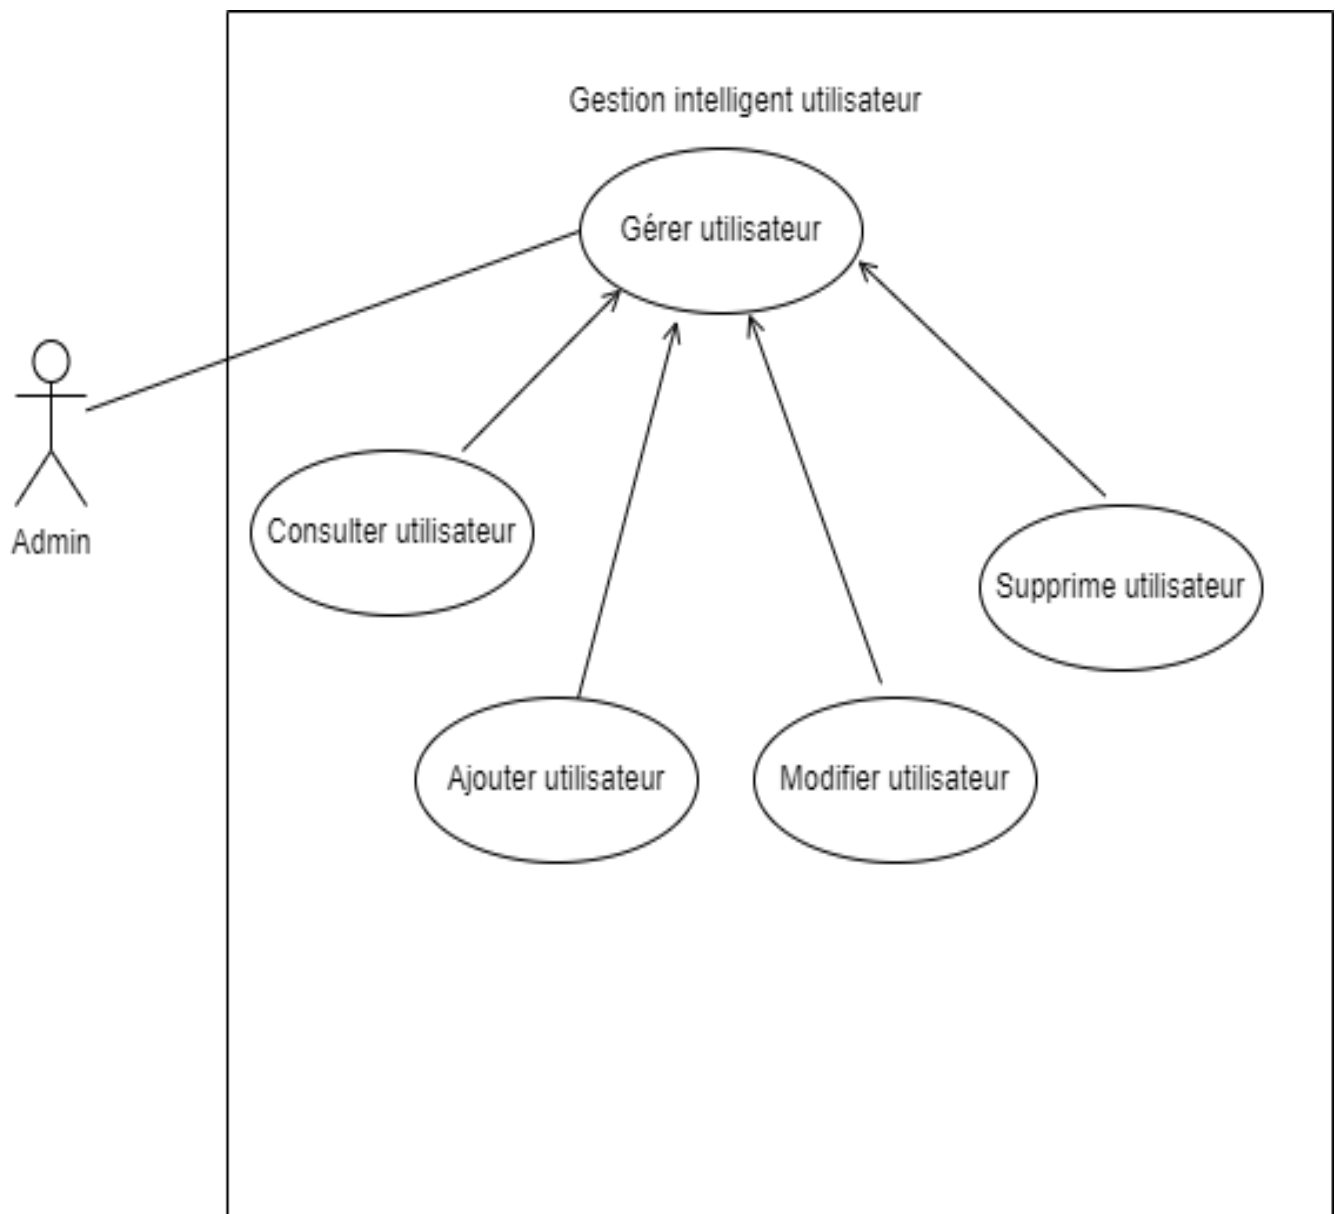 Gestion intelligent utilisateur
Gérer utilisateur
Admin
Consulter utilisateur
Supprime utilisateur
Ajouter utilisateur
Modifier utilisateur